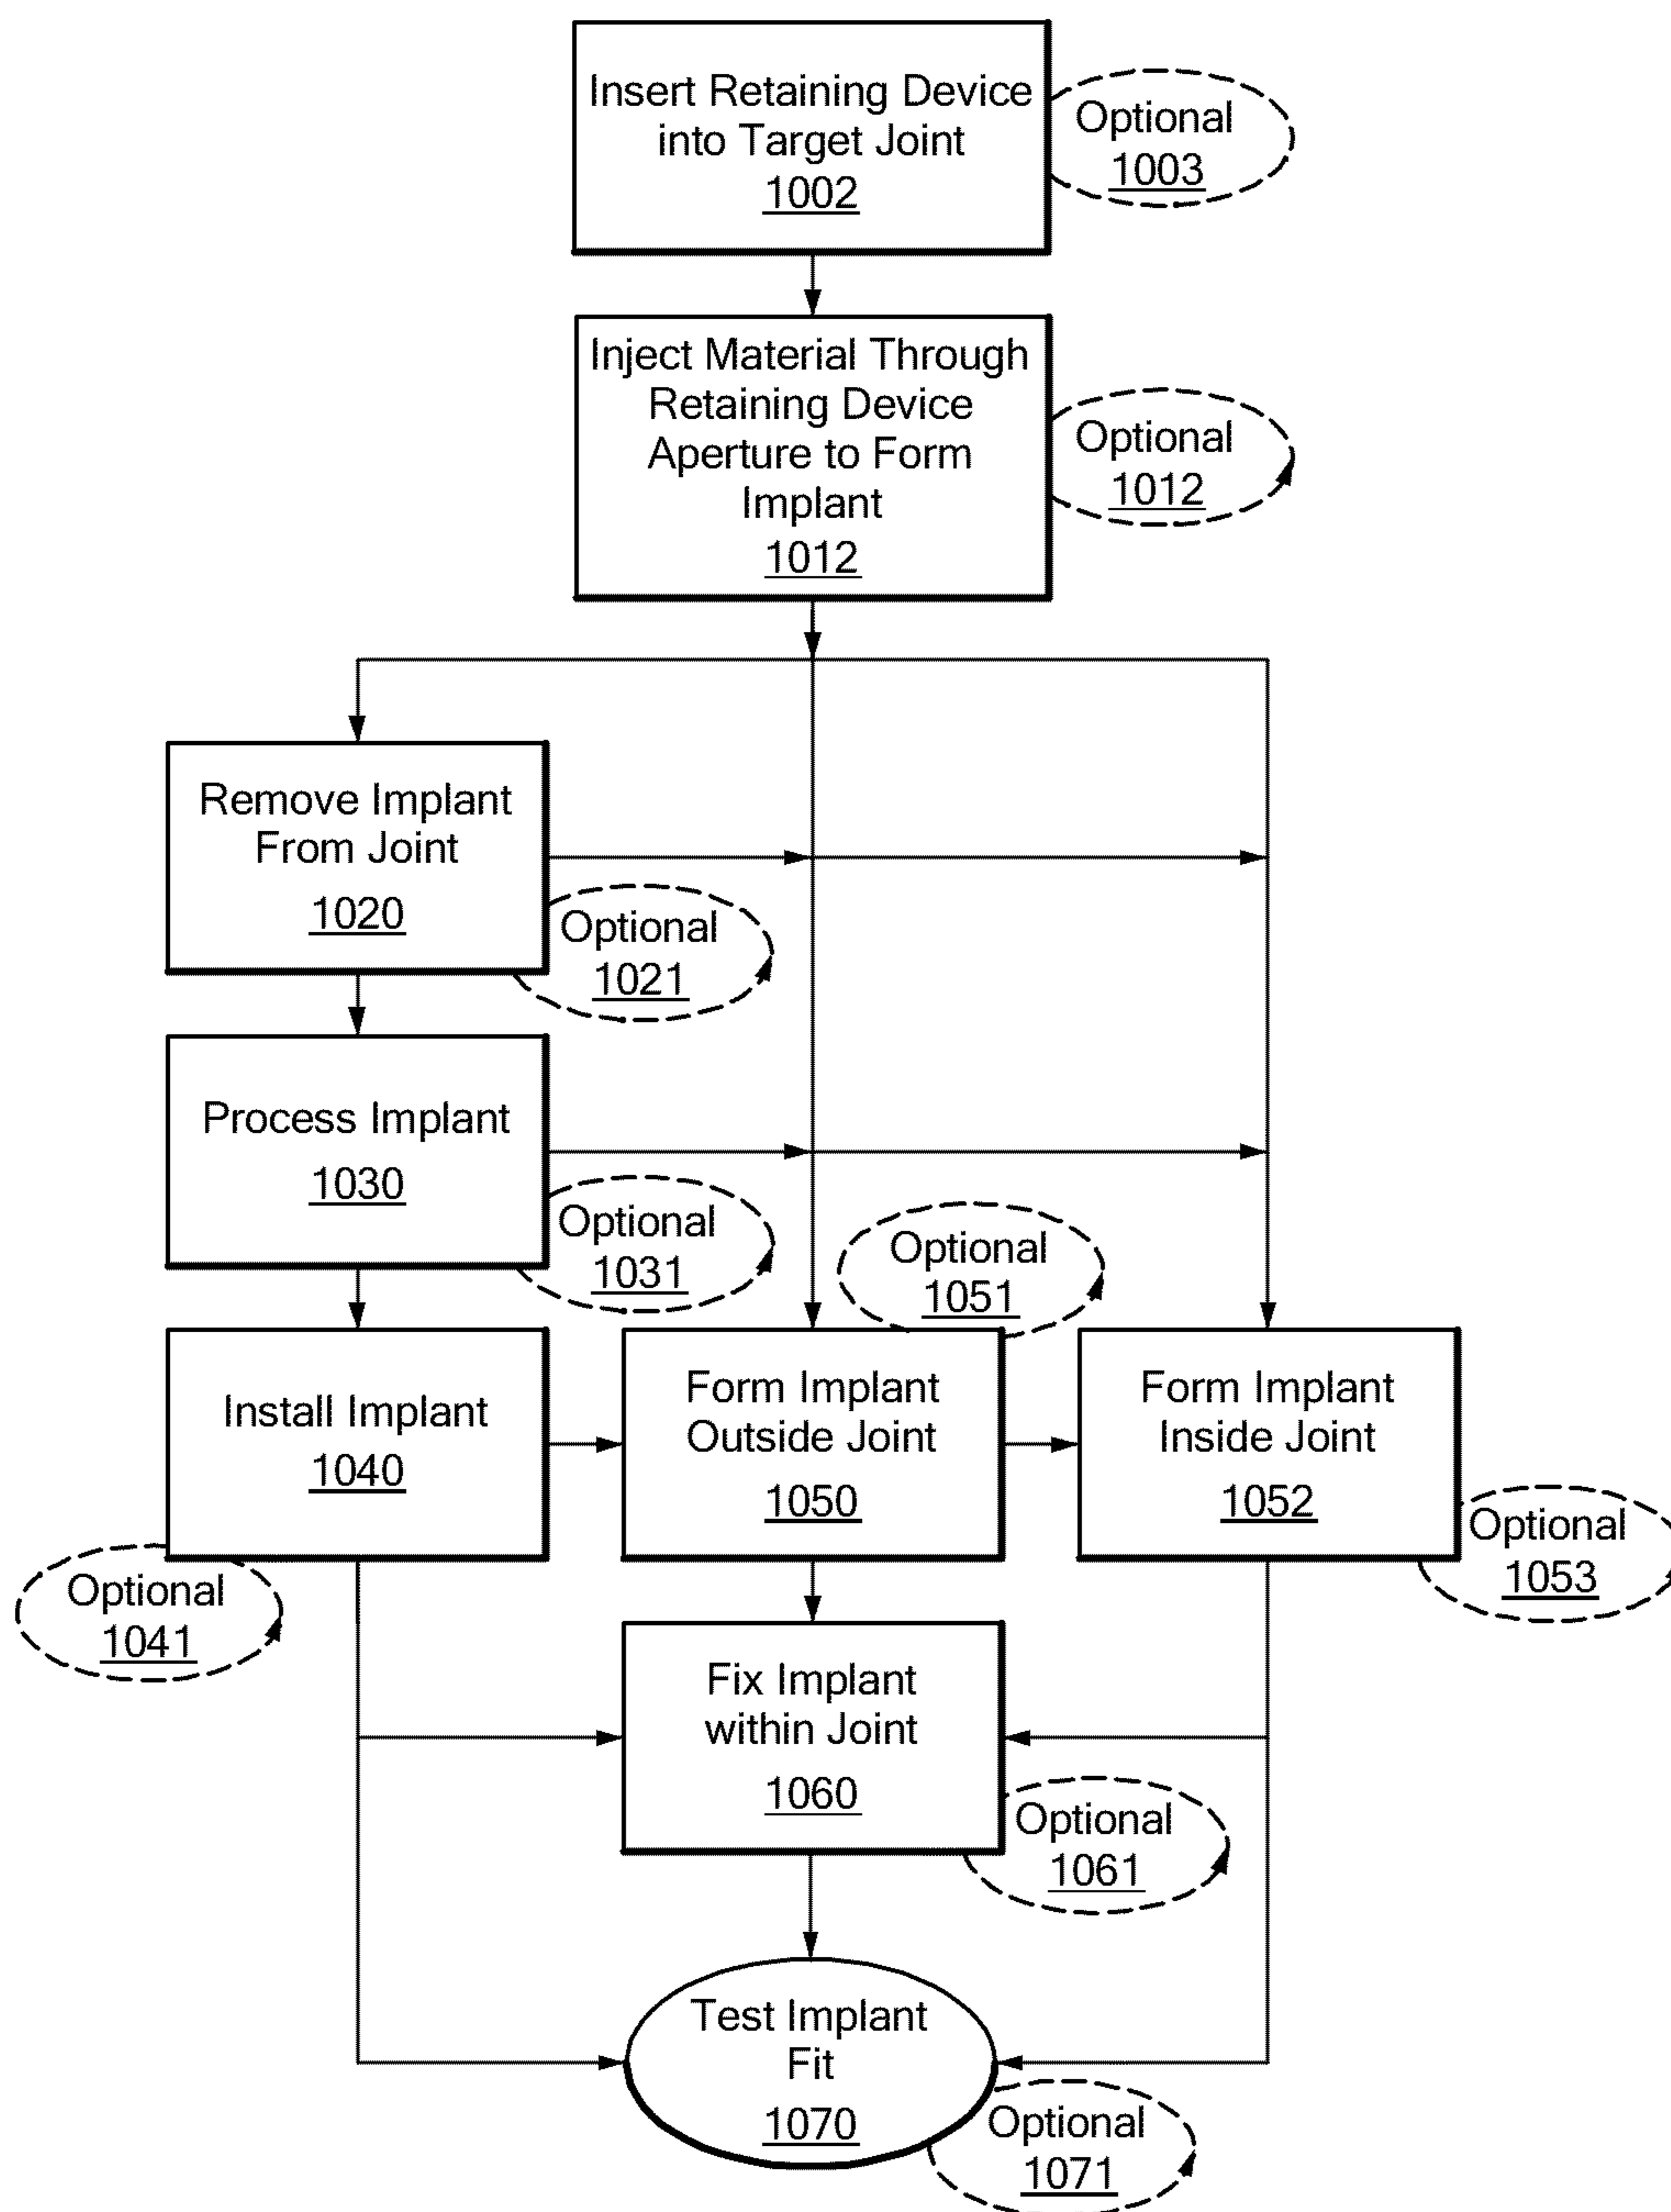 Insert Retaining Device
into Target Joint
1002
Optional
1003
Inject Material Through
Retaining Device
Aperture to Form
Implant
1012
Optional
1012
Remove Implant
From Joint
1020
Optional
1021
Process Implant
1030
Optional
1031
Optional
1051
Install Implant
1040
Optional
1041
Form Implant
Outside Joint
1050
Form Implant
Inside Joint
1052
Optional
1053
Fix Implant
within Joint
1060
Optional
1061
Test Implant
Fit
1070
Optional
1071